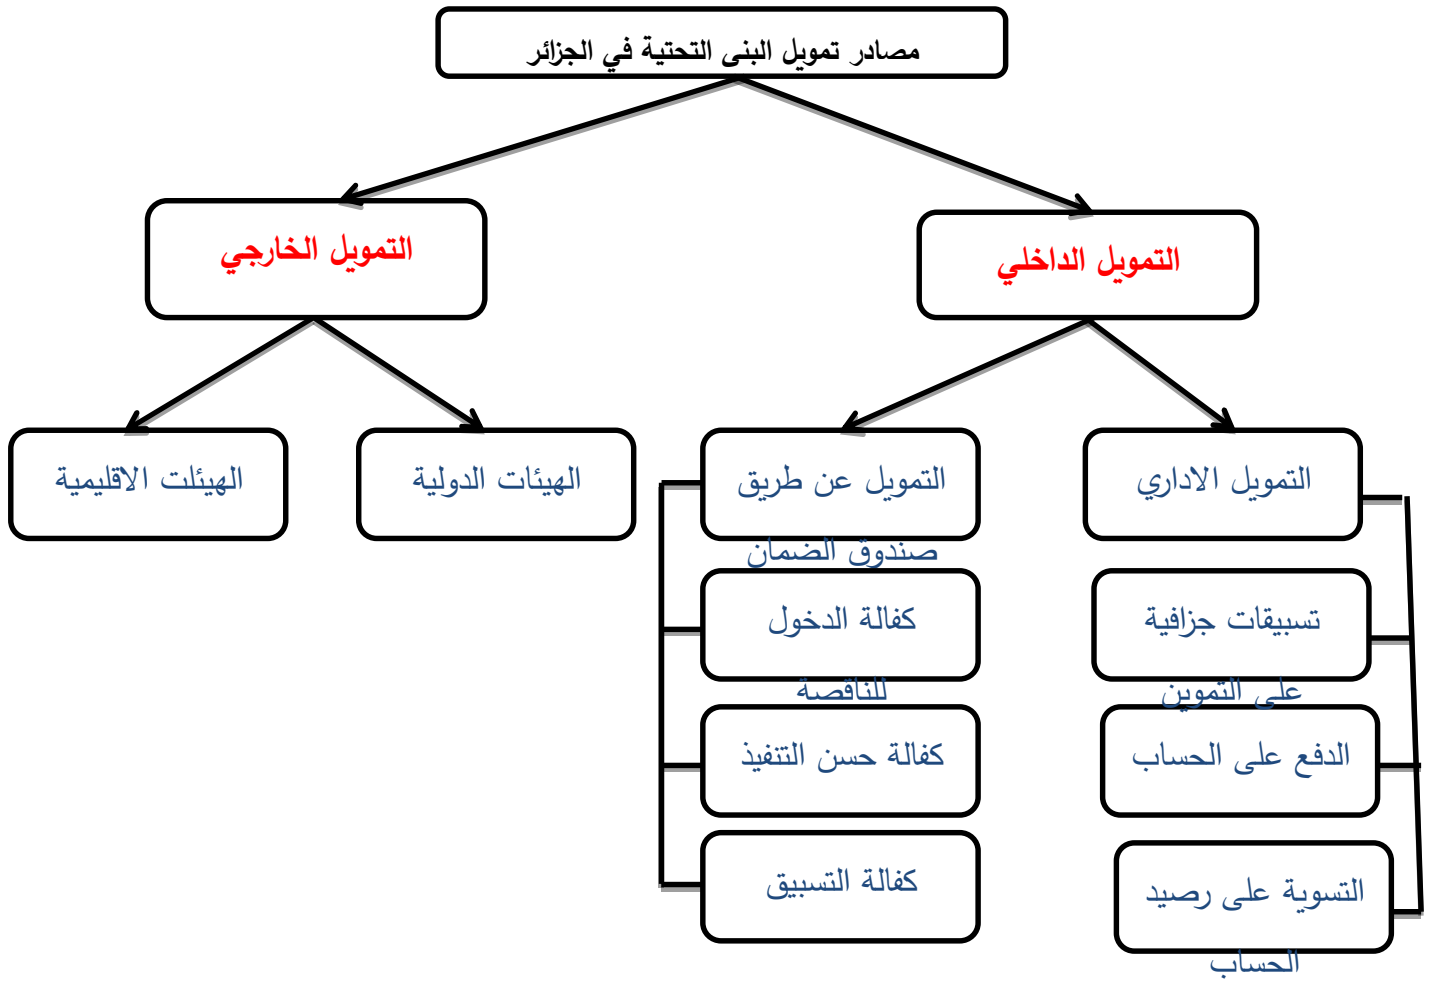 مصادر تمويل البنى التحتية في الجزائر
التمويل الداخلي
التمويل الخارجي
التمويل الاداري
التمويل عن طريق
صندوق الضمان
الهيئات الدولية
الهيئلت الاقليمية
تسبيقات جزافية
على التموين
كفالة الدخول
للناقصة
الدفع على الحساب
كفالة حسن التنفيذ
التسوية على رصيد
الحساب
كفالة التسبيق